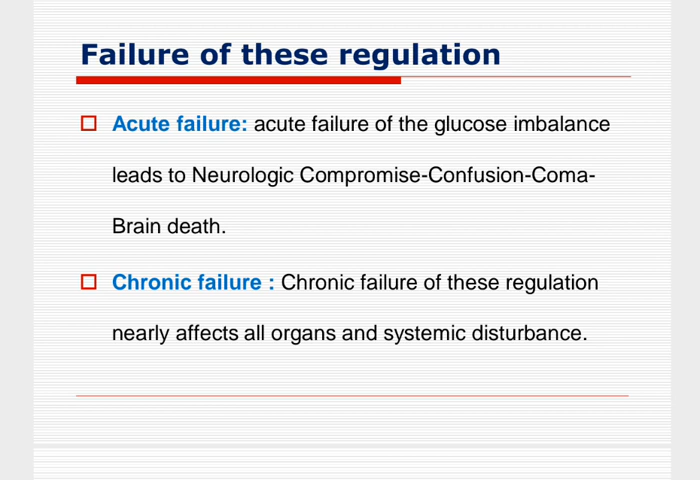 Failure of these regulation
Acute failure: acute failure of the glucose imbalance
leads to Neurologic Compromise-Confusion-Coma-
Brain death.
Chronic failure : Chronic failure of these regulation
nearly affects all organs and systemic disturbance.